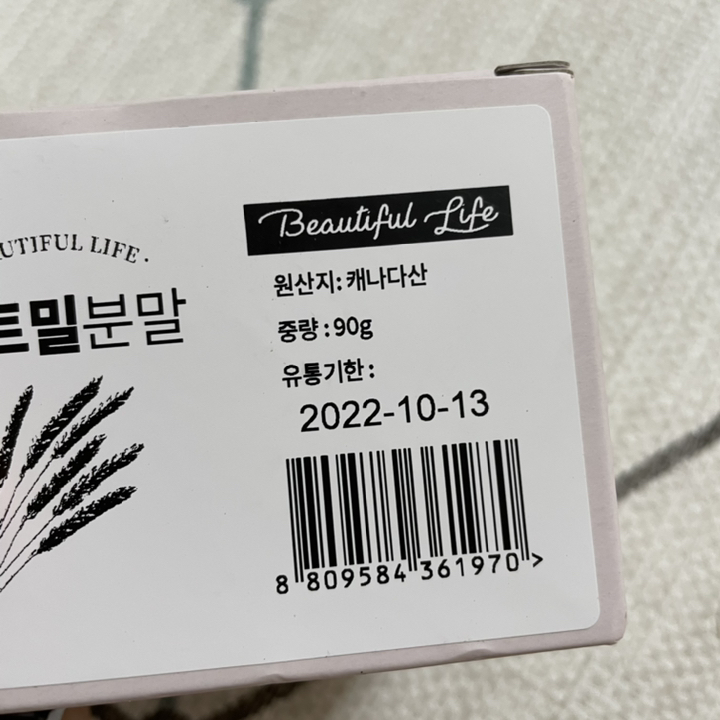 Beautiful Life
UTIFUL LIFE ·
트밀분말
원산지: 캐나다산
중량 : 90g
유통기한 :
2022-10-13
8 809584 361970 >